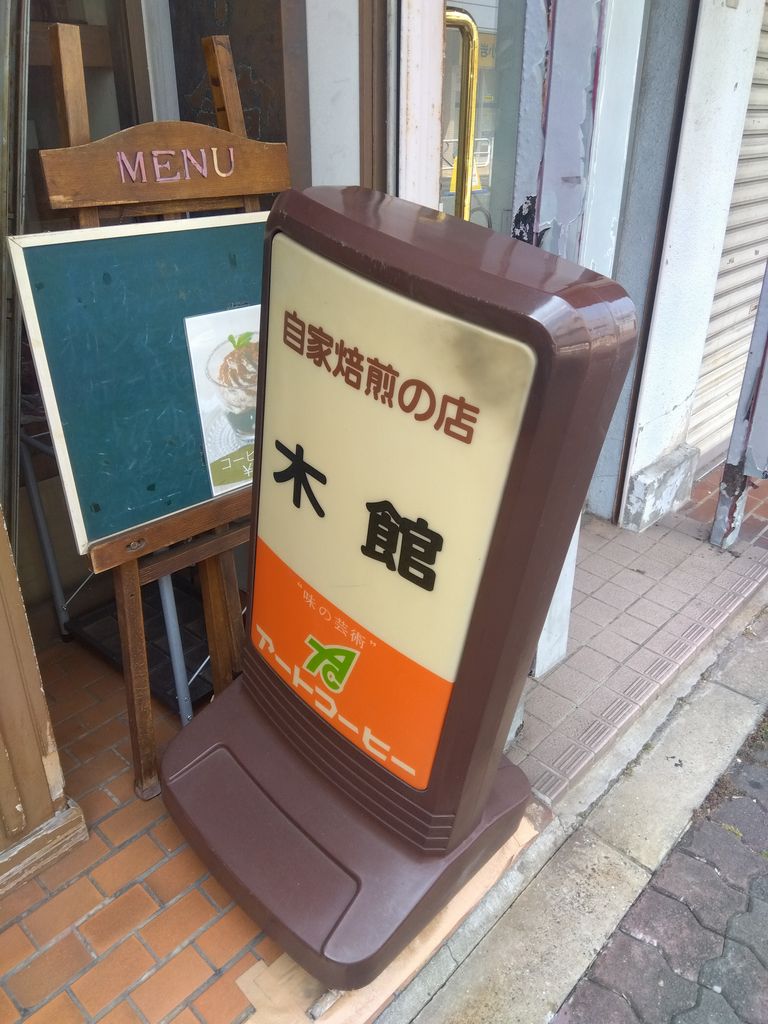 MENU
自家焙煎の店
木館
"味の芸術"
アートコーヒー